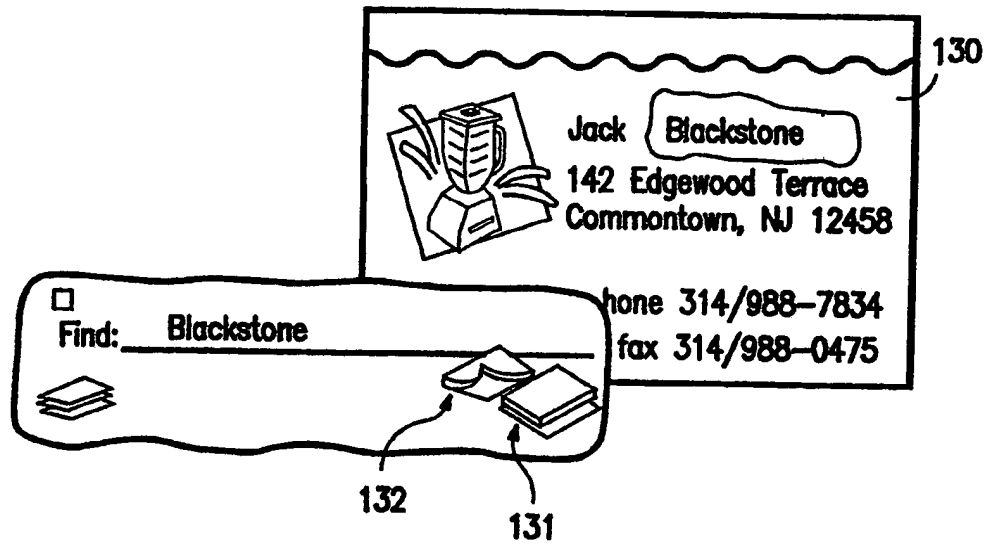 130
Jack Blackstone
142 Edgewood Terrace
Commontown, NJ 12458
hone 314/988-7834
fax 314/988-0475
Find: Blackstone
132
131